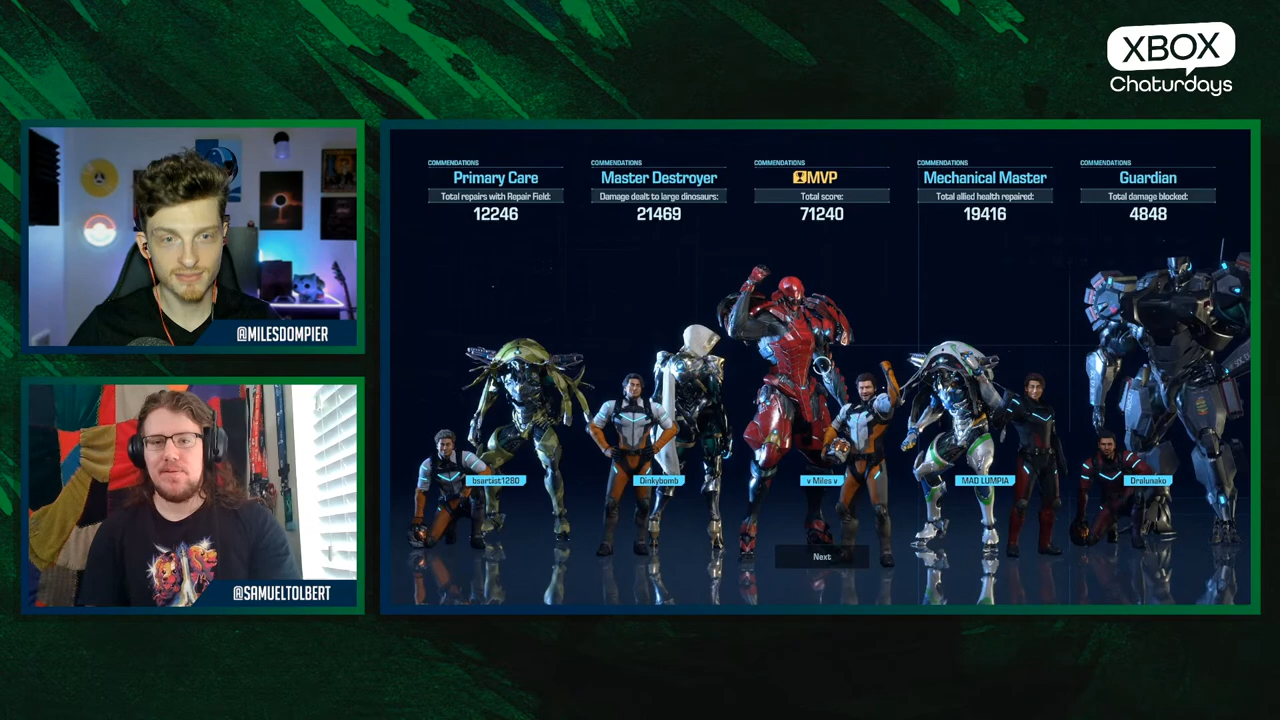 XBOX
Chaturdays
@MILESDOMPIER
@SAMUELTOLBERT
COMMENDATIONS
Primary Care
Total repairs with Repair Field:
12246
COMMENDATIONS
Master Destroyer
Damage dealt to large dinosaurs:
21469
COMMENDATIONS
MVP
Total score:
71240
COMMENDATIONS
Mechanical Master
Total allied health repaired:
19416
COMMENDATIONS
Guardian
Total damage blocked:
4848
bsartist1280
Dinkybomb
v Miles v
MAD LUMPIA
Dralunako
Next